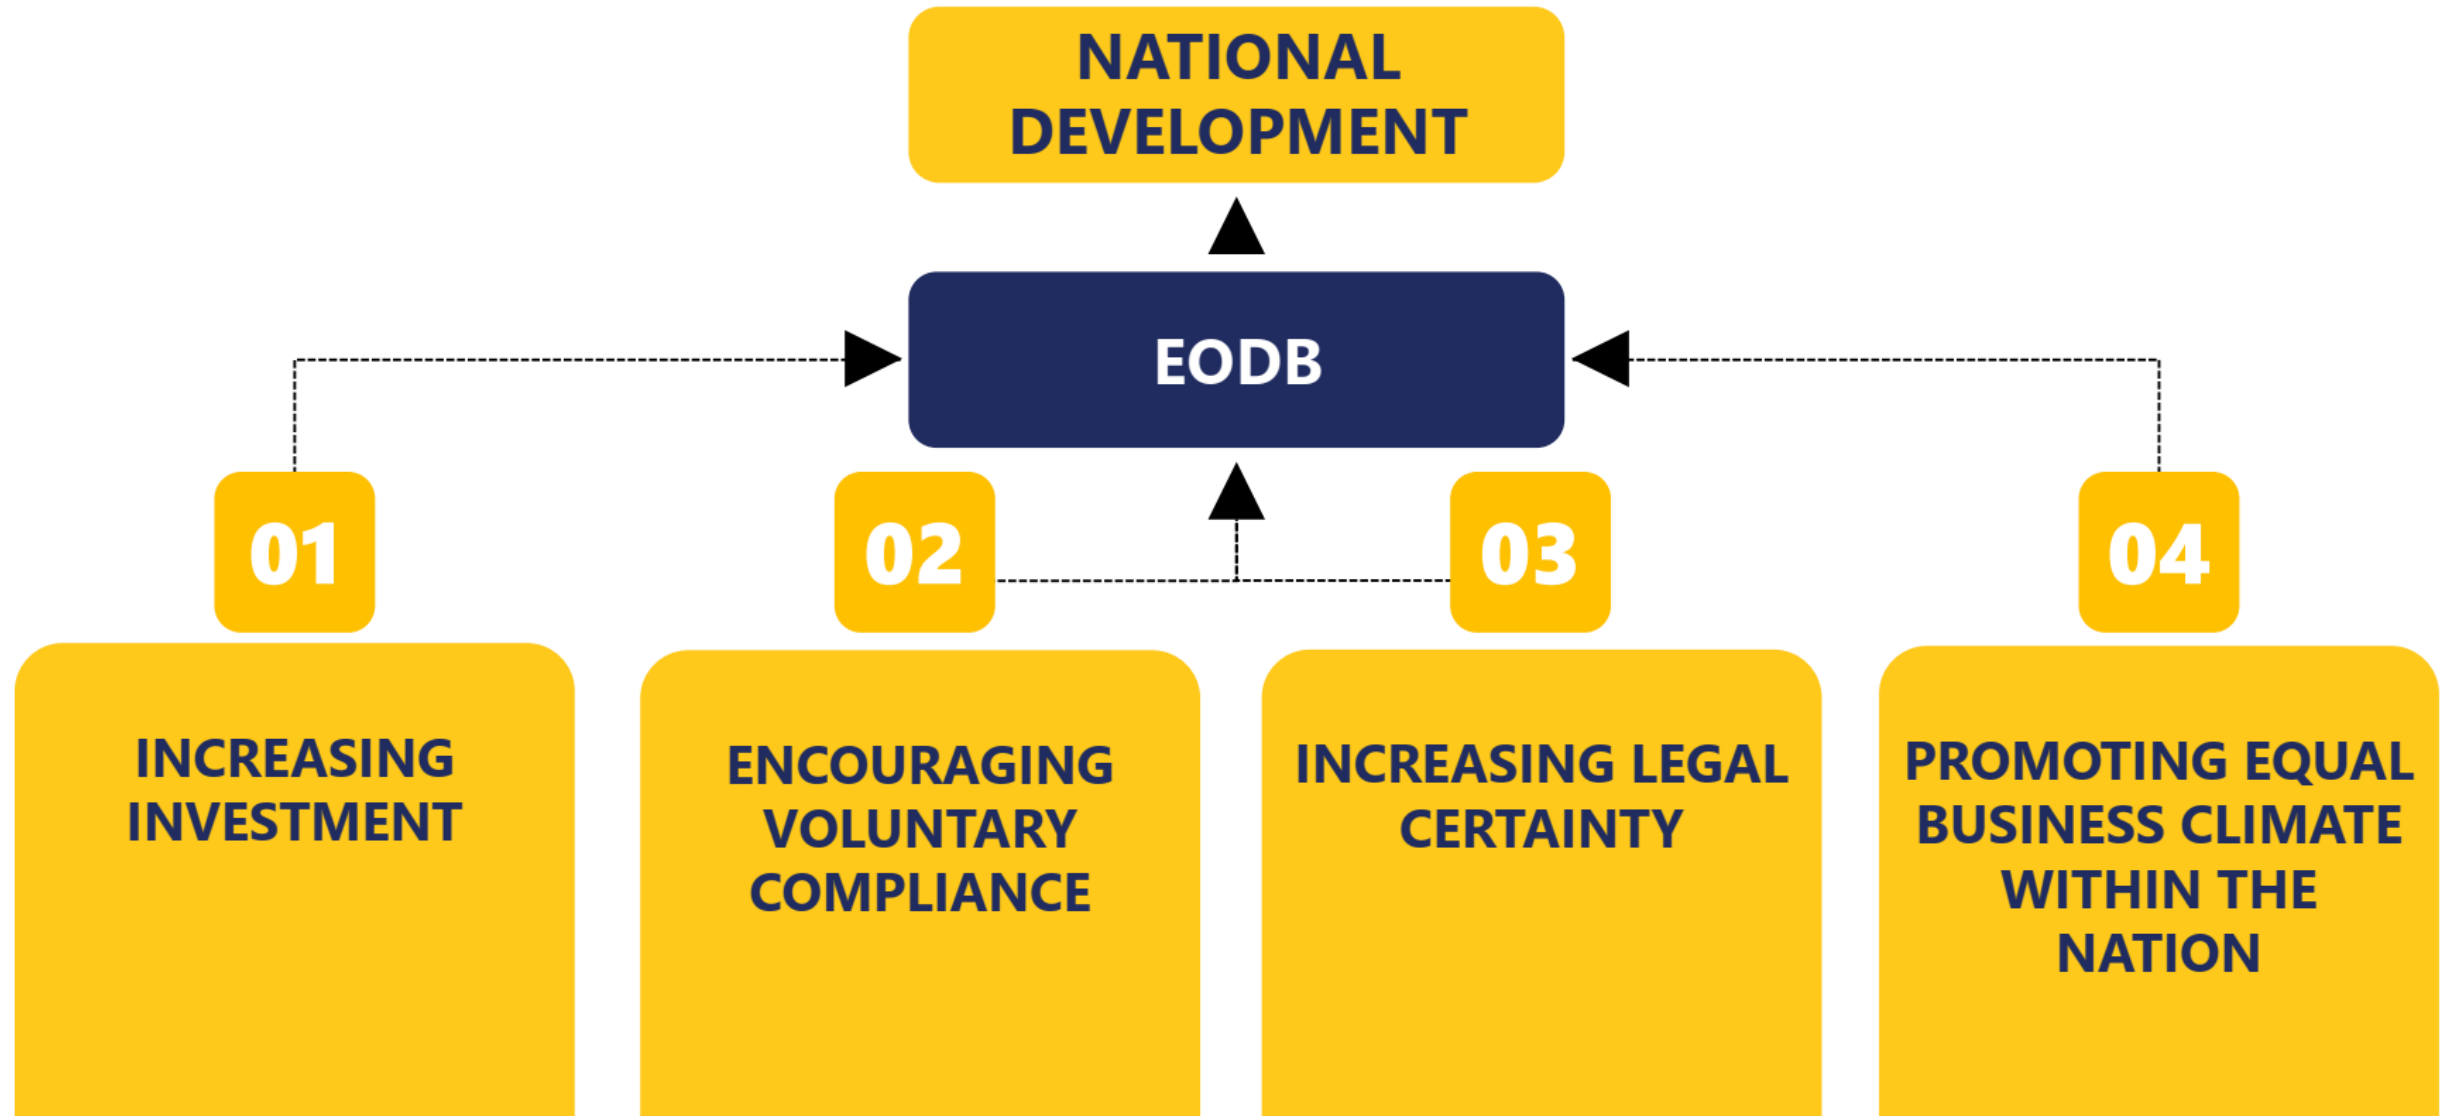 NATIONAL
DEVELOPMENT
EODB
01
INCREASING
INVESTMENT
02
ENCOURAGING
VOLUNTARY
COMPLIANCE
03
INCREASING LEGAL
CERTAINTY
04
PROMOTING EQUAL
BUSINESS CLIMATE
WITHIN THE
NATION